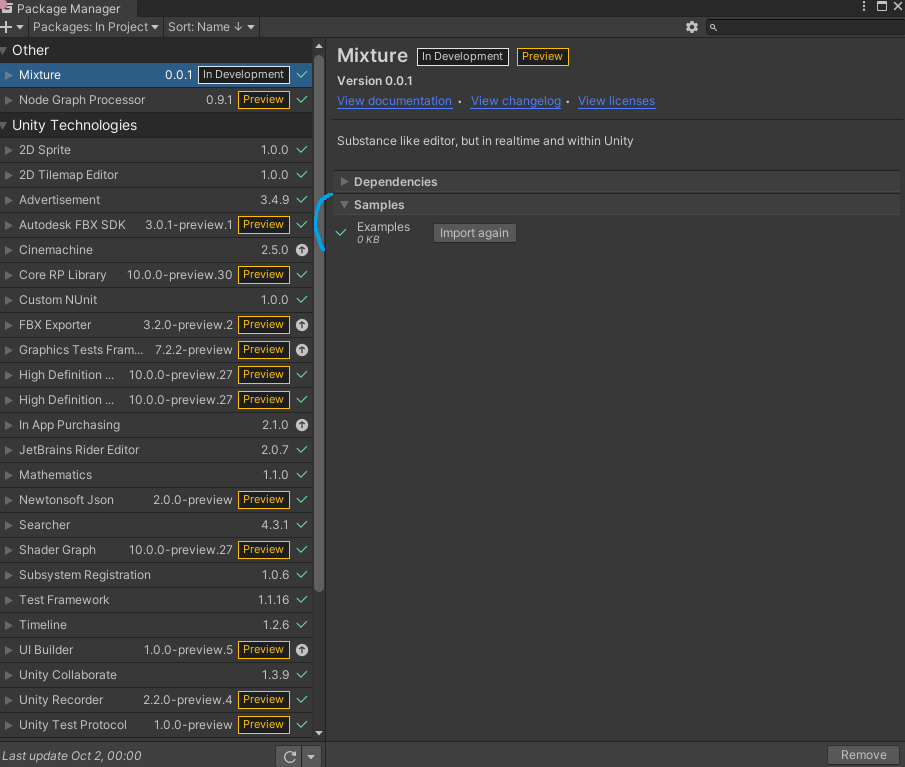 Package Manager
Packages: In Project Sort: Name ↓
Other
Mixture 0.0.1 In Development
Node Graph Processor 0.9.1 Preview
Unity Technologies
2D Sprite 1.0.0
2D Tilemap Editor 1.0.0
Advertisement 3.4.9
Autodesk FBX SDK 3.0.1-preview.1 Preview
Cinemachine 2.5.0
Core RP Library 10.0.0-preview.30 Preview
Custom NUnit 1.0.0
FBX Exporter 3.2.0-preview.2 Preview
Graphics Tests Fram... 7.2.2-preview Preview
High Definition ... 10.0.0-preview.27 Preview
High Definition ... 10.0.0-preview.27 Preview
In App Purchasing 2.1.0
JetBrains Rider Editor 2.0.7
Mathematics 1.1.0
Newtonsoft Json 2.0.0-preview Preview
Searcher 4.3.1
Shader Graph 10.0.0-preview.27 Preview
Subsystem Registration 1.0.6
Test Framework 1.1.16
Timeline 1.2.6
UI Builder 1.0.0-preview.5 Preview
Unity Collaborate 1.3.9
Unity Recorder 2.2.0-preview.4 Preview
Unity Test Protocol 1.0.0-preview Preview
Last update Oct 2, 00:00
Mixture In Development Preview
Version 0.0.1
View documentation • View changelog • View licenses
Substance like editor, but in realtime and within Unity
Dependencies
Samples
Examples
0 KB
Import again
Remove